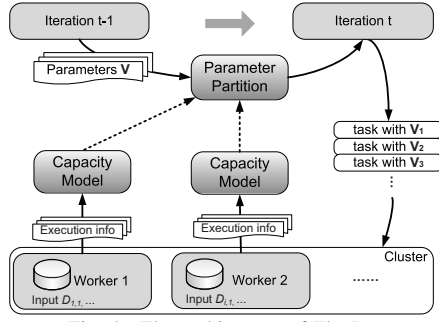 Iteration t-1
Iteration t
Parameters V
Parameter
Partition
task with V1
task with V2
task with V3
⋮
Capacity
Model
Capacity
Model
Execution info
Execution info
Cluster
Worker 1
Worker 2
......
Input D1,1, ...
Input Di,1, ...